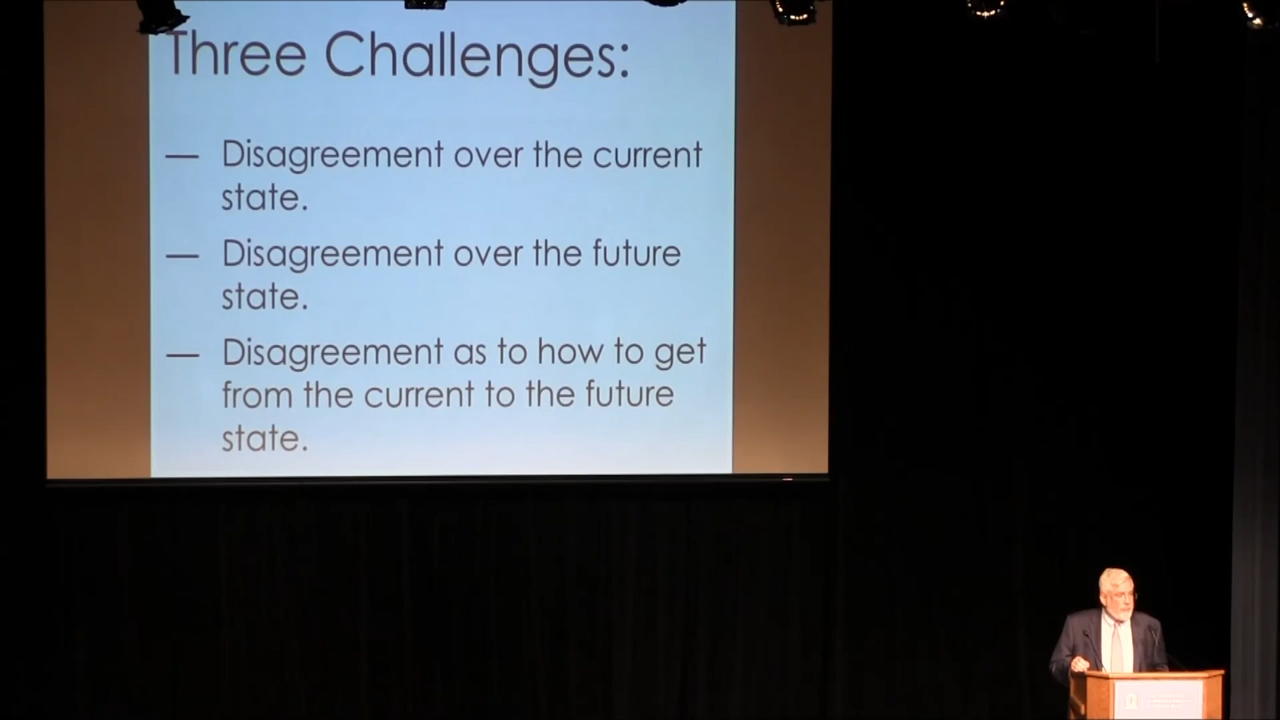 Three Challenges:
— Disagreement over the current
state.
— Disagreement over the future
state.
— Disagreement as to how to get
from the current to the future
state.